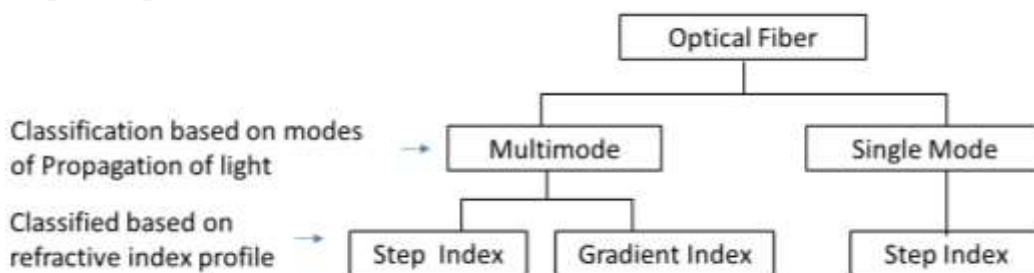 Optical Fiber
Classification based on modes
of Propagation of light
Multimode
Single Mode
Classified based on
refractive index profile
Step Index
Gradient Index
Step Index